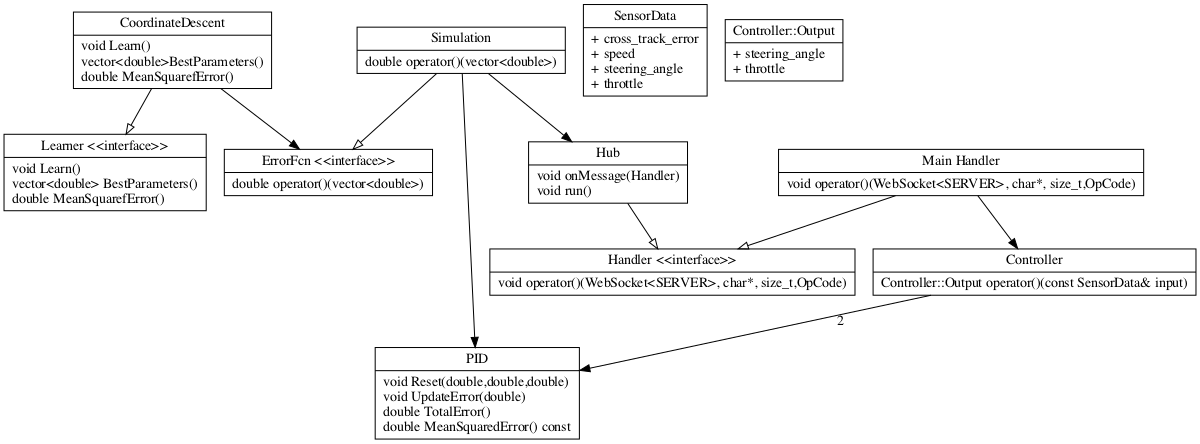 CoordinateDescent
void Learn()
vector<double>BestParameters()
double MeanSquarefError()
Simulation
double operator()(vector<double>)
SensorData
+ cross_track_error
+ speed
+ steering_angle
+ throttle
Controller::Output
+ steering_angle
+ throttle
Learner <<interface>>
void Learn()
vector<double> BestParameters()
double MeanSquarefError()
ErrorFcn <<interface>>
double operator()(vector<double>)
Hub
void onMessage(Handler)
void run()
Main Handler
void operator()(WebSocket<SERVER>, char*, size_t,OpCode)
Handler <<interface>>
void operator()(WebSocket<SERVER>, char*, size_t,OpCode)
Controller
Controller::Output operator()(const SensorData& input)
2
PID
void Reset(double,double,double)
void UpdateError(double)
double TotalError()
double MeanSquaredError() const